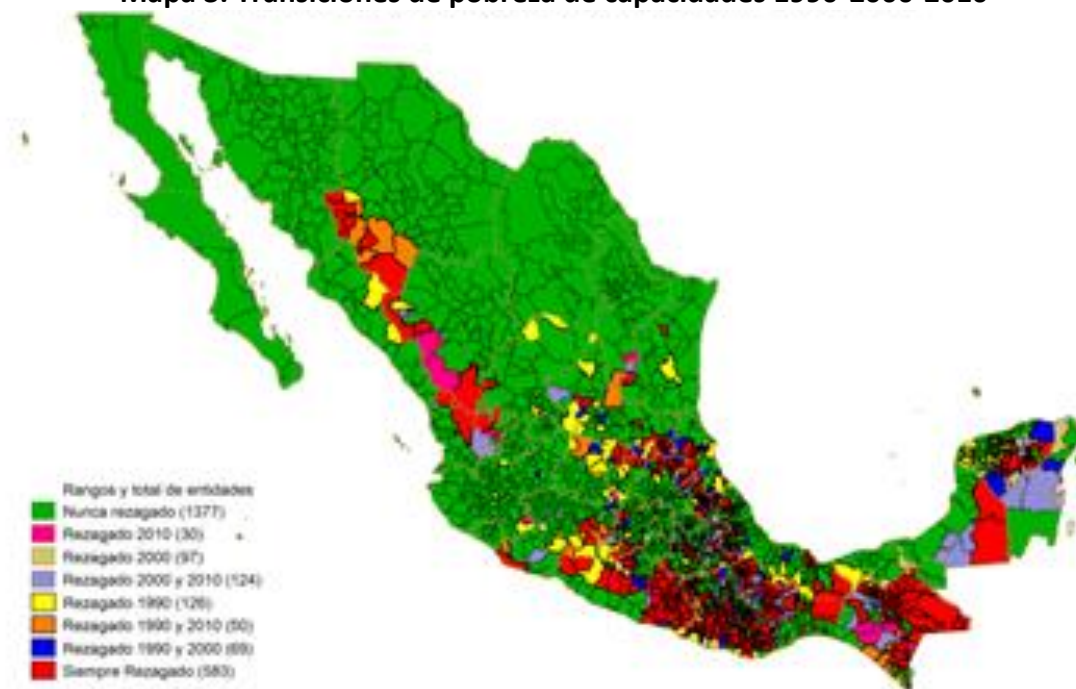 Mapa Transiciones de pobreza de capacidades 1990-2000-2010
Rangos y total de entidades
Nunca rezagado (1377)
Rezagado 2010 (30)
Rezagado 2000 (97)
Rezagado 2000 y 2010 (124)
Rezagado 1990 (126)
Rezagado 1990 y 2010 (50)
Rezagado 1990 y 2000 (69)
Siempre Rezagado (583)